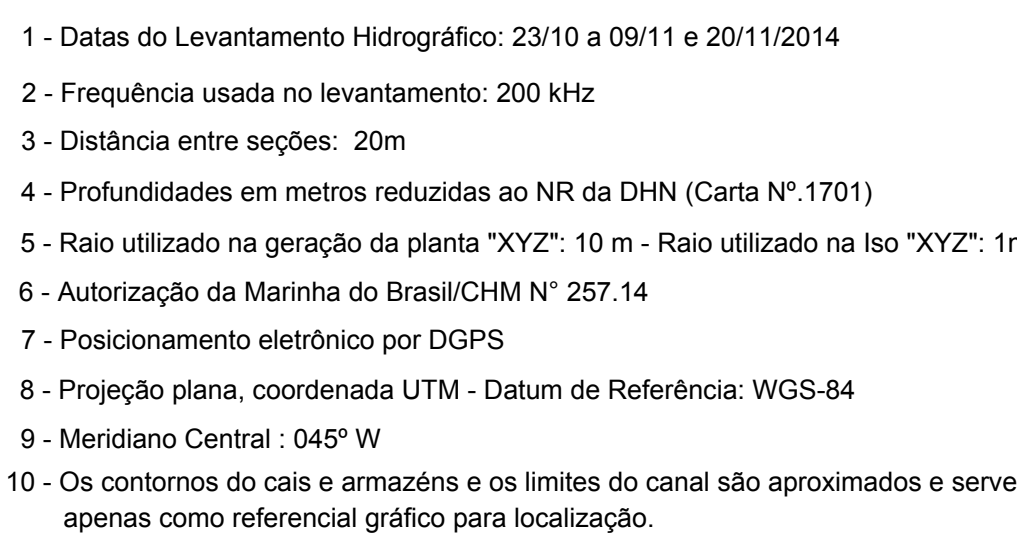 1 - Datas do Levantamento Hidrográfico: 23/10 a 09/11 e 20/11/2014
2 - Frequência usada no levantamento: 200 kHz
3 - Distância entre seções: 20m
4 - Profundidades em metros reduzidas ao NR da DHN (Carta Nº.1701)
5 - Raio utilizado na geração da planta "XYZ": 10 m - Raio utilizado na Iso "XYZ":
6 - Autorização da Marinha do Brasil/CHM N° 257.14
7 - Posicionamento eletrônico por DGPS
8 - Projeção plana, coordenada UTM - Datum de Referência: WGS-84
9 - Meridiano Central : 045º W
10 - Os contornos do cais e armazéns e os limites do canal são aproximados e serve
apenas como referencial gráfico para localização.